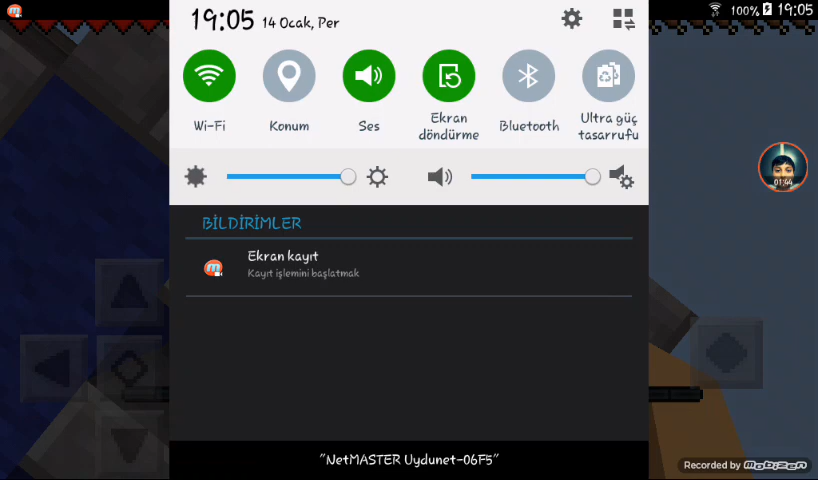 19:05 14 Ocak, Per
100% 19:05
Wi-Fi
Konum
Ses
Ekran
döndürme
Bluetooth
Ultra güç
tasarrufu
01:44
BİLDİRİMLER
Ekran kayıt
Kayıt işlemini başlatmak
"NetMASTER Uydunet-06F5"
Recorded by mobizen